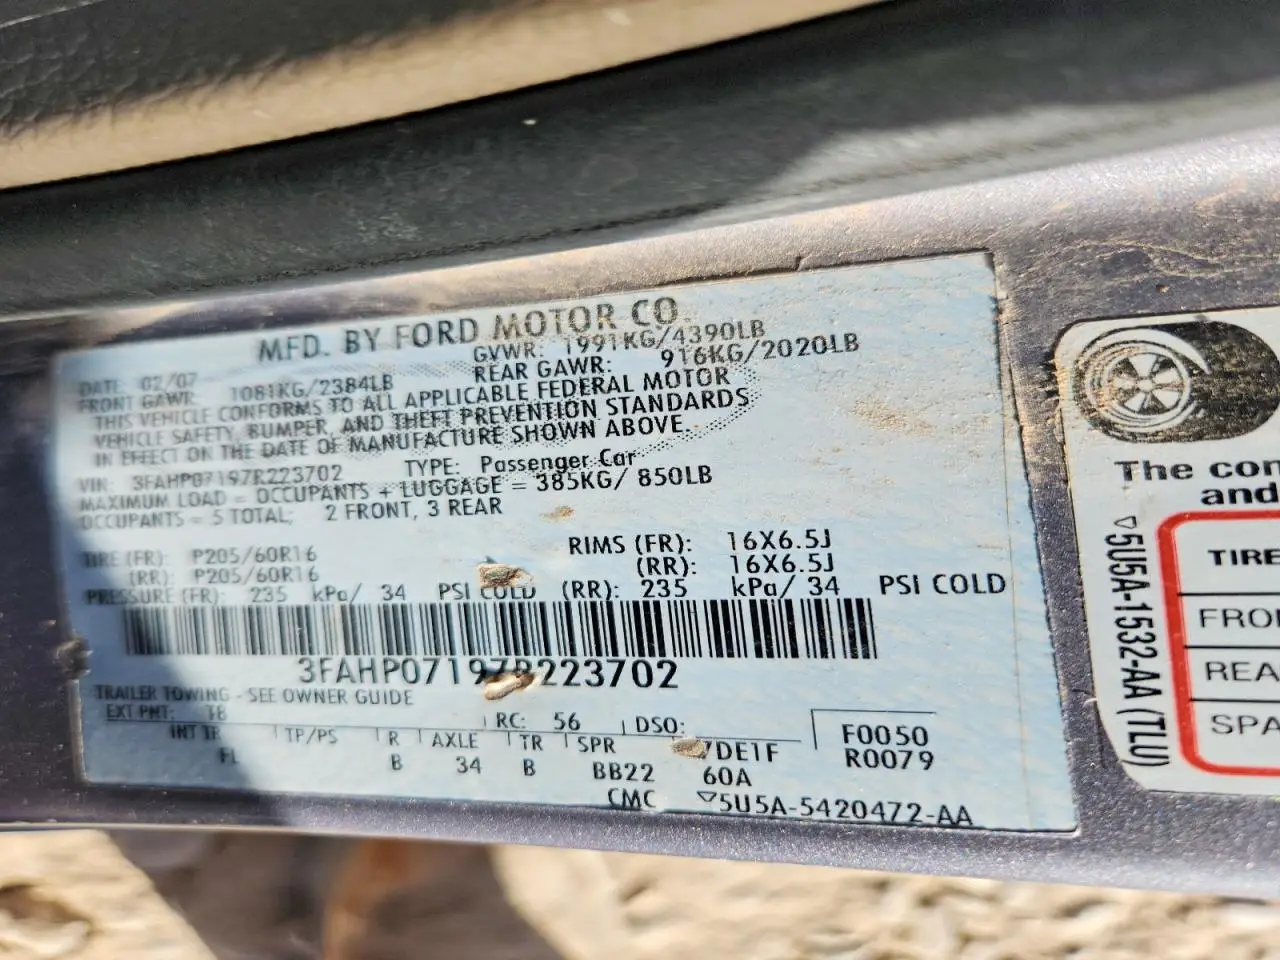 MFD. BY FORD MOTOR CO.
DATE: 02/07 GVWR: 1991KG/4390LB
FRONT GAWR: 1081KG/2384LB REAR GAWR: 916KG/2020LB
THIS VEHICLE CONFORMS TO ALL APPLICABLE FEDERAL MOTOR
VEHICLE SAFETY, BUMPER, AND THEFT PREVENTION STANDARDS
IN EFFECT ON THE DATE OF MANUFACTURE SHOWN ABOVE.
VIN: 3FAHP07197R223702 TYPE: Passenger Car
MAXIMUM LOAD = OCCUPANTS + LUGGAGE = 385KG/ 850LB
OCCUPANTS = 5 TOTAL; 2 FRONT, 3 REAR
TIRE (FR): P205/60R16 RIMS (FR): 16X6.5J
(RR): P205/60R16 (RR): 16X6.5J
PRESSURE (FR): 235 kPa/ 34 PSI COLD (RR): 235 kPa/ 34 PSI COLD
3FAHP07197R223702
TRAILER TOWING - SEE OWNER GUIDE
EXT PNT: T8 RC: 56 DSO:
INT TR TP/PS R AXLE TR SPR 7DE1F F0050
FL B 34 B BB22 60A R0079
CMC ▽5U5A-5420472-AA
The con
and
▽5U5A-1532-AA (TLU)
TIRE
FRO
REA
SPA